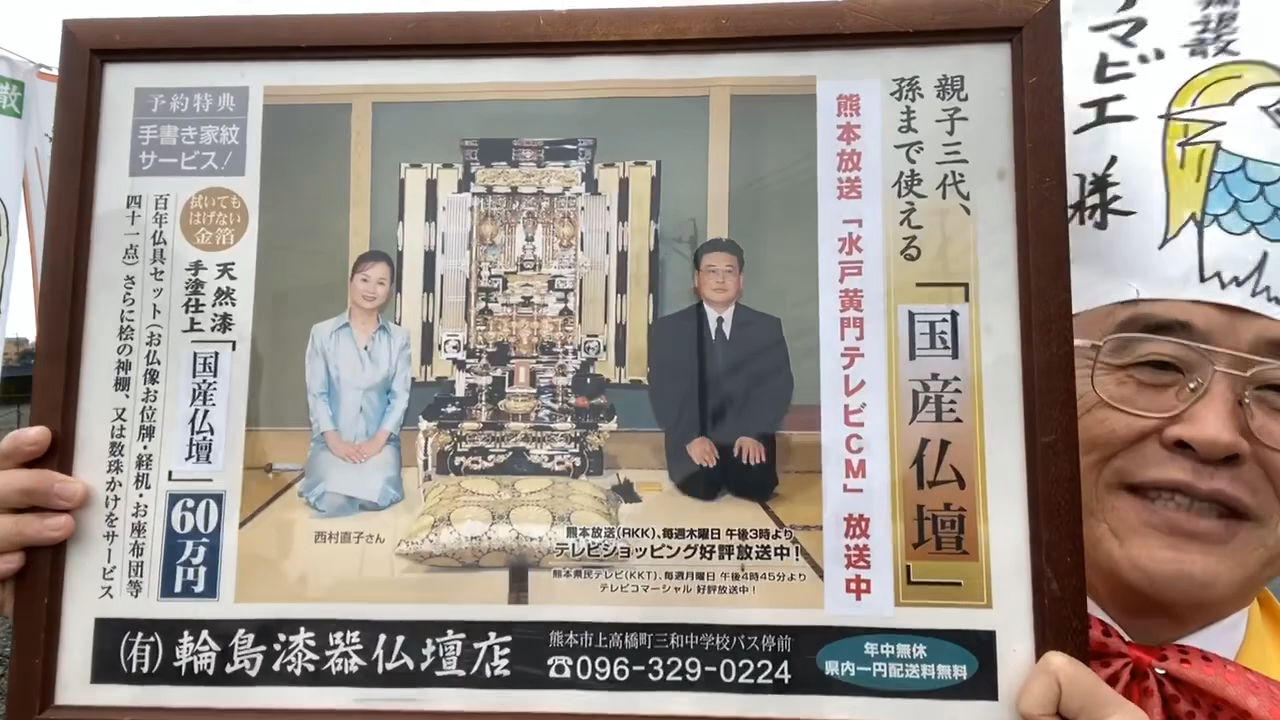 親子三代、
孫まで使える
「国産仏壇」
熊本放送「水戸黄門テレビCM」放送中
予約特典
手書き家紋
サービス!
拭いても
はげない
金箔
天然漆
手塗仕上
「国産仏壇」
60万円
百年仏具セット(お仏像お位牌・経机・お座布団等
四十一点)さらに桧の神棚、又は数珠かけをサービス
西村直子さん
熊本放送(RKK)、毎週木曜日 午後3時より
テレビショッピング好評放送中!
熊本県民テレビ(KKT)、毎週月曜日 午後4時45分より
テレビコマーシャル 好評放送中!
(有)輪島漆器仏壇店
熊本市上高橋町三和中学校バス停前
☎096-329-0224
年中無休
県内一円配送料無料
マビエ様
散